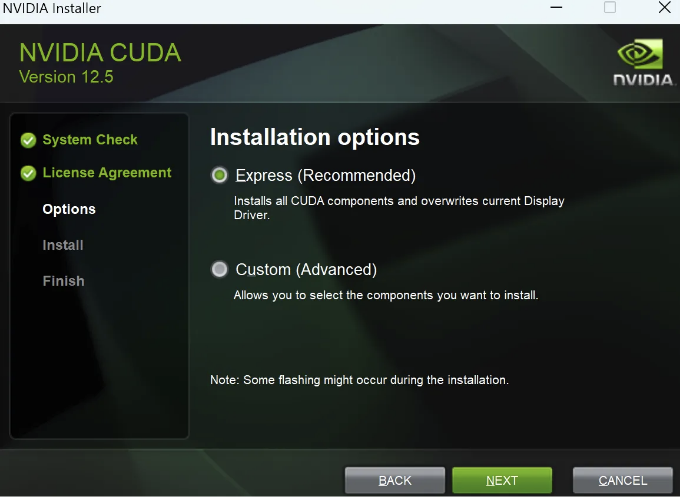 NVIDIA Installer
NVIDIA CUDA
Version 12.5
NVIDIA.
System Check
License Agreement
Options
Install
Finish
Installation options
Express (Recommended)
Installs all CUDA components and overwrites current Display
Driver.
Custom (Advanced)
Allows you to select the components you want to install.
Note: Some flashing might occur during the installation.
BACK
NEXT
CANCEL